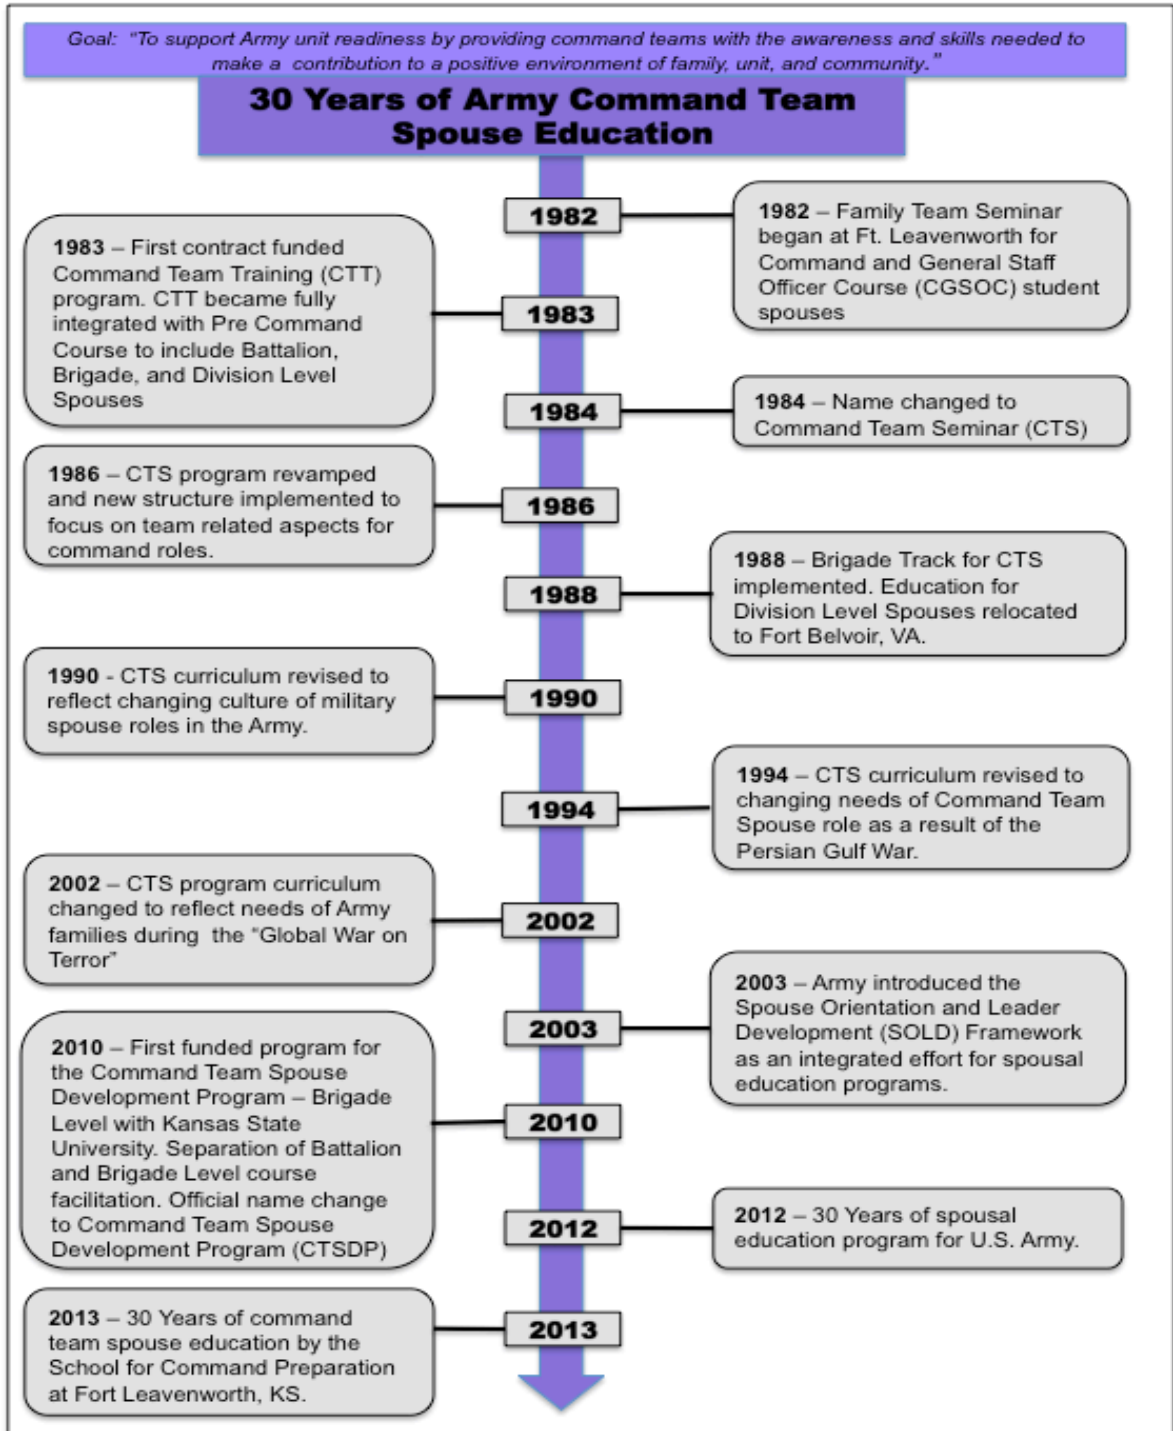 Goal: “To support Army unit readiness by providing command teams with the awareness and skills needed to
make a contribution to a positive environment of family, unit, and community.”
30 Years of Army Command Team
Spouse Education
1982
1982 – Family Team Seminar
began at Ft. Leavenworth for
Command and General Staff
Officer Course (CGSOC) student
spouses
1983 – First contract funded
Command Team Training (CTT)
program. CTT became fully
integrated with Pre Command
Course to include Battalion,
Brigade, and Division Level
Spouses
1983
1984
1984 – Name changed to
Command Team Seminar (CTS)
1986 – CTS program revamped
and new structure implemented to
focus on team related aspects for
command roles.
1986
1988
1988 – Brigade Track for CTS
implemented. Education for
Division Level Spouses relocated
to Fort Belvoir, VA.
1990 - CTS curriculum revised to
reflect changing culture of military
spouse roles in the Army.
1990
1994
1994 – CTS curriculum revised to
changing needs of Command Team
Spouse role as a result of the
Persian Gulf War.
2002 – CTS program curriculum
changed to reflect needs of Army
families during the “Global War on
Terror”
2002
2003
2003 – Army introduced the
Spouse Orientation and Leader
Development (SOLD) Framework
as an integrated effort for spousal
education programs.
2010 – First funded program for
the Command Team Spouse
Development Program – Brigade
Level with Kansas State
University. Separation of Battalion
and Brigade Level course
facilitation. Official name change
to Command Team Spouse
Development Program (CTSDP)
2010
2012
2012 – 30 Years of spousal
education program for U.S. Army.
2013 – 30 Years of command
team spouse education by the
School for Command Preparation
at Fort Leavenworth, KS.
2013